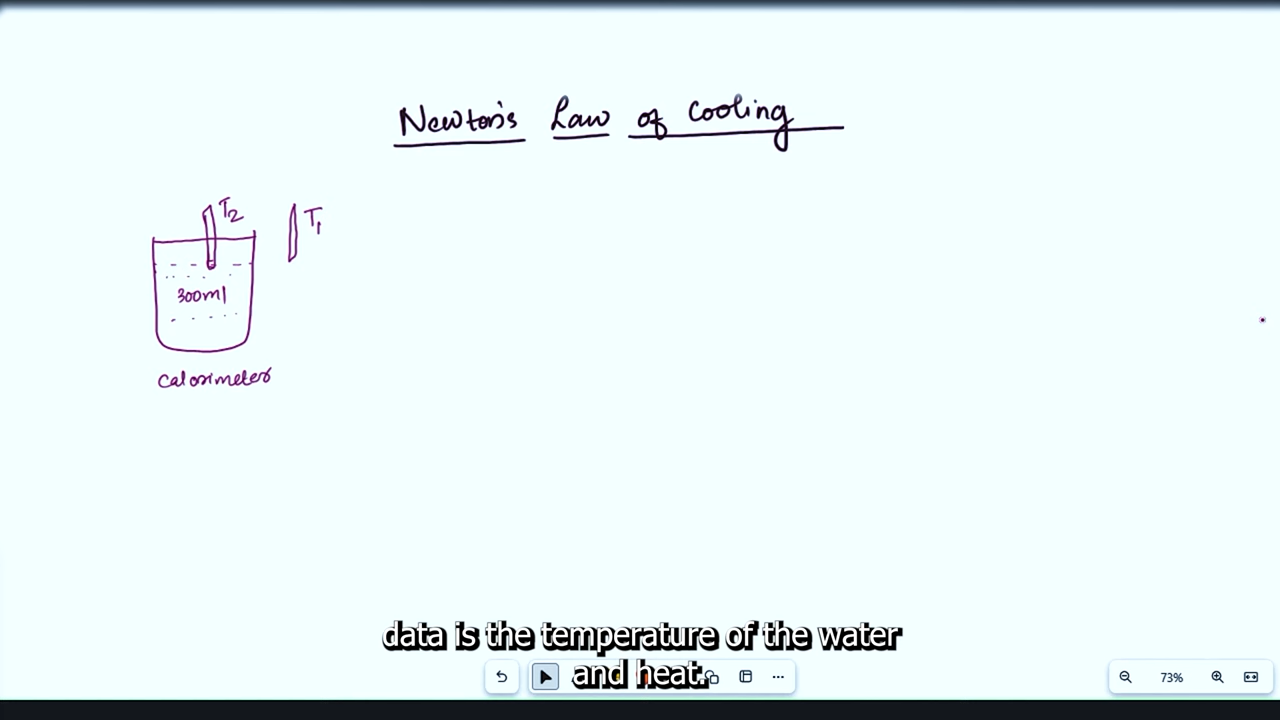 Newton's Law of Cooling
T2
T1
300ml
Calorimeter
data is the temperature of the water
and heat.
73%